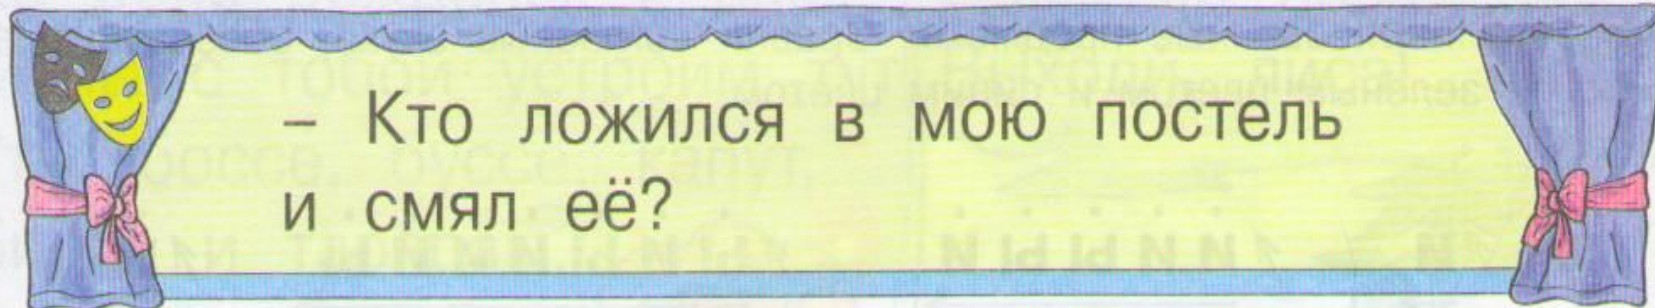 – Кто ложился в мою постель
и смял её?